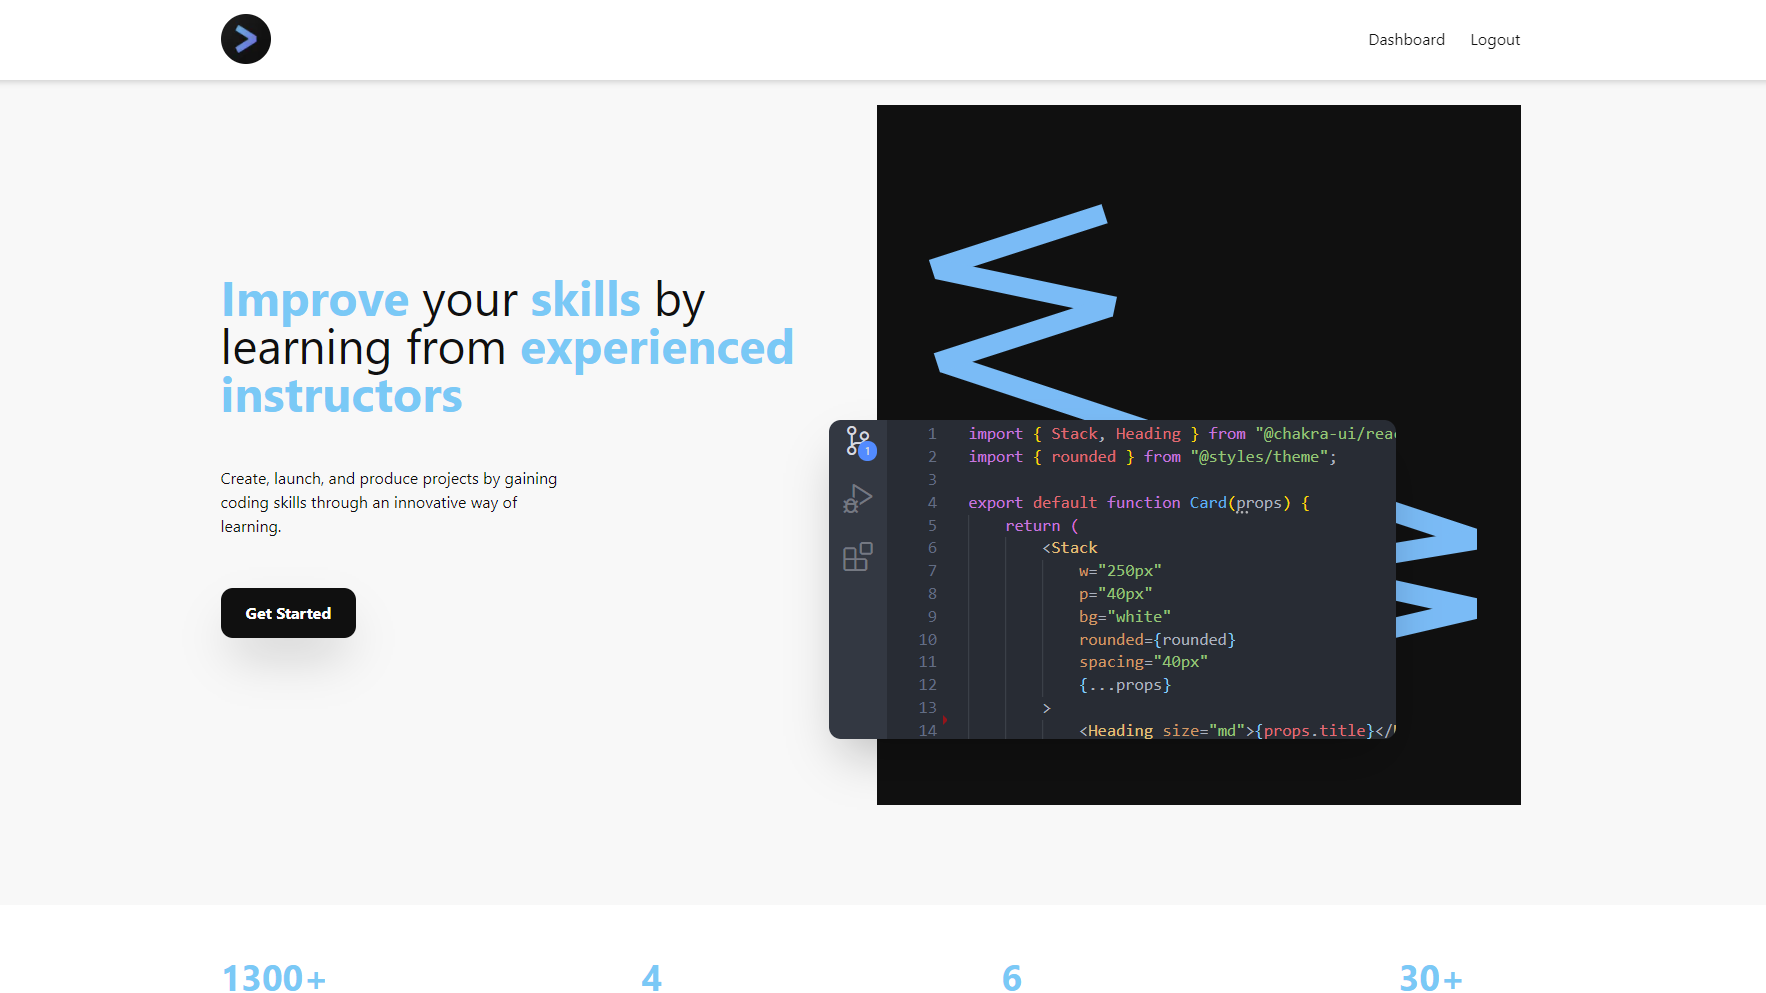 Dashboard Logout
Improve your skills by
learning from experienced
instructors
Create, launch, and produce projects by gaining
coding skills through an innovative way of
learning.
Get Started
1
1 import { Stack, Heading } from "@chakra-ui/reac
2 import { rounded } from "@styles/theme";
3
4 export default function Card(props) {
5 return (
6 <Stack
7 w="250px"
8 p="40px"
9 bg="white"
10 rounded={rounded}
11 spacing="40px"
12 {...props}
13 >
14 <Heading size="md">{props.title}</
1300+ 4 6 30+